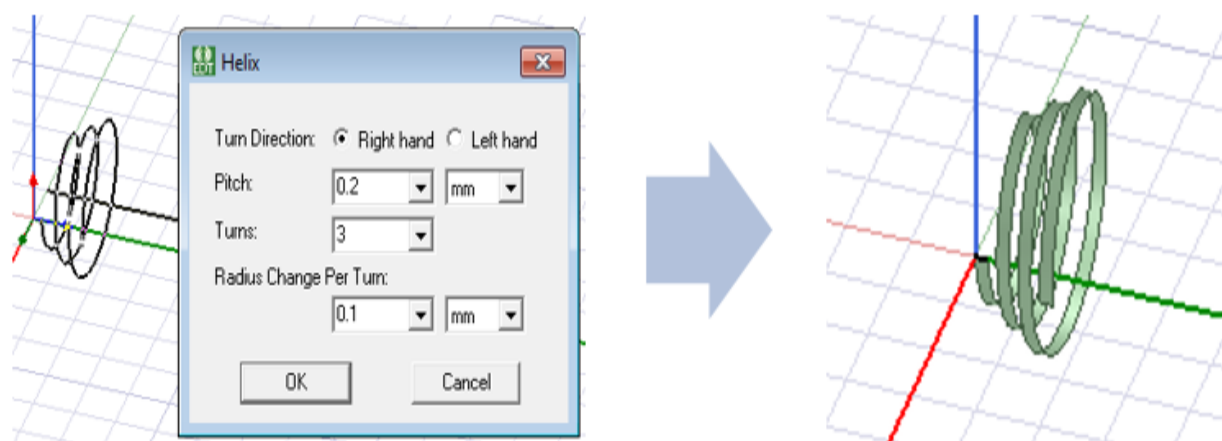 EDT Helix
Turn Direction: Right hand Left hand
Pitch: 0.2 mm
Turns: 3
Radius Change Per Turn:
0.1 mm
OK Cancel